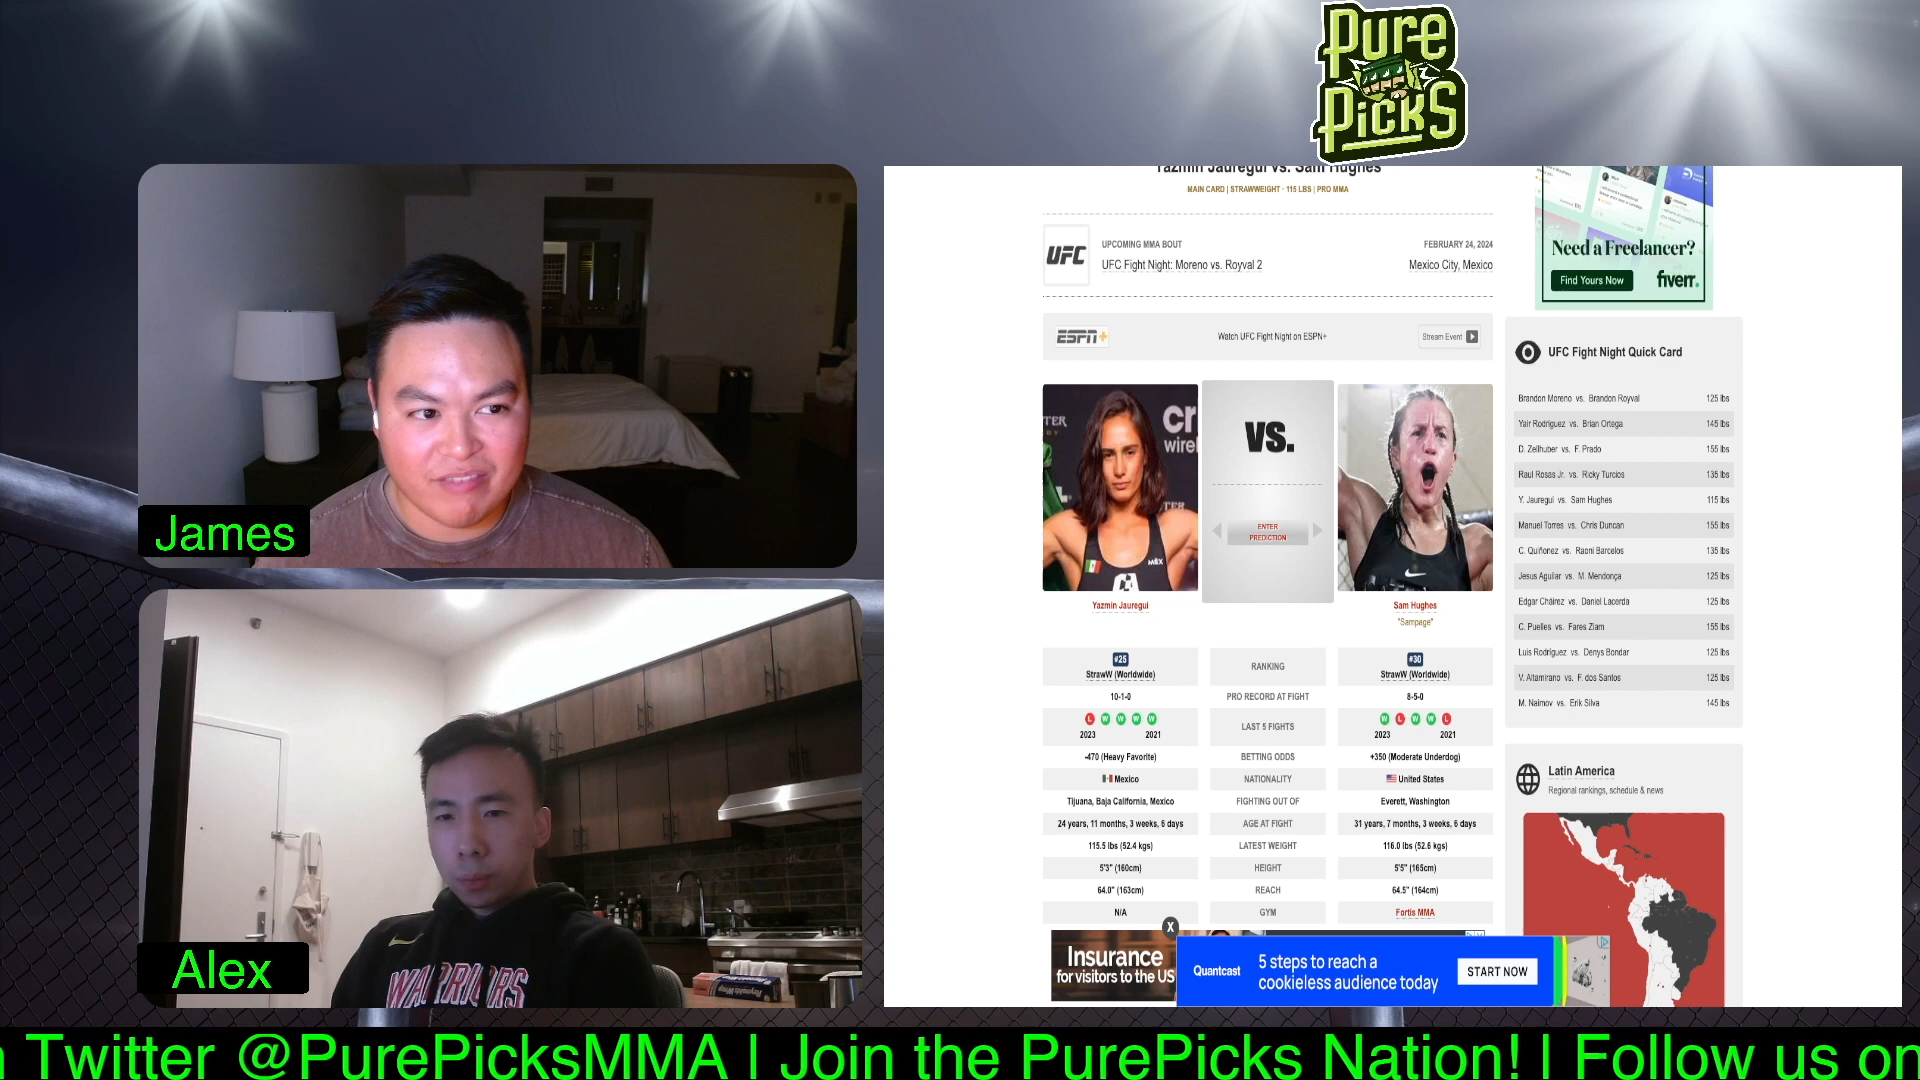 Pure
Picks
James
Alex
WARRIORS
Yazmin Jauregui vs. Sam Hughes
MAIN CARD | STRAWWEIGHT · 115 LBS | PRO MMA
UFC
UPCOMING MMA BOUT
FEBRUARY 24, 2024
UFC Fight Night: Moreno vs. Royval 2
Mexico City, Mexico
ESPN+
Watch UFC Fight Night on ESPN+
Stream Event
VS.
ENTER
PREDICTION
MEX
Yazmin Jauregui
Sam Hughes
"Sampage"
#25
StrawW (Worldwide)
RANKING
#30
StrawW (Worldwide)
10-1-0
PRO RECORD AT FIGHT
8-5-0
L W W W W
2023 2021
LAST 5 FIGHTS
W L W W L
2023 2021
-470 (Heavy Favorite)
BETTING ODDS
+350 (Moderate Underdog)
Mexico
NATIONALITY
United States
Tijuana, Baja California, Mexico
FIGHTING OUT OF
Everett, Washington
24 years, 11 months, 3 weeks, 6 days
AGE AT FIGHT
31 years, 7 months, 3 weeks, 6 days
115.5 lbs (52.4 kgs)
LATEST WEIGHT
116.0 lbs (52.6 kgs)
5'3" (160cm)
HEIGHT
5'5" (165cm)
64.0" (163cm)
REACH
64.5" (164cm)
N/A
GYM
Fortis MMA
X
Insurance
for visitors to the US
Quantcast
5 steps to reach a
cookieless audience today
START NOW
Need a Freelancer?
Find Yours Now
fiverr.
UFC Fight Night Quick Card
Brandon Moreno vs. Brandon Royval 125 lbs
Yair Rodriguez vs. Brian Ortega 145 lbs
D. Zellhuber vs. F. Prado 155 lbs
Raul Rosas Jr. vs. Ricky Turcios 135 lbs
Y. Jauregui vs. Sam Hughes 115 lbs
Manuel Torres vs. Chris Duncan 155 lbs
C. Quiñonez vs. Raoni Barcelos 135 lbs
Jesus Aguilar vs. M. Mendonça 125 lbs
Edgar Cháirez vs. Daniel Lacerda 125 lbs
C. Puelles vs. Fares Ziam 155 lbs
Luis Rodríguez vs. Denys Bondar 125 lbs
V. Altamirano vs. F. dos Santos 125 lbs
M. Naimov vs. Erik Silva 145 lbs
Latin America
Regional rankings, schedule & news
Twitter @PurePicksMMA | Join the PurePicks Nation! | Follow us on